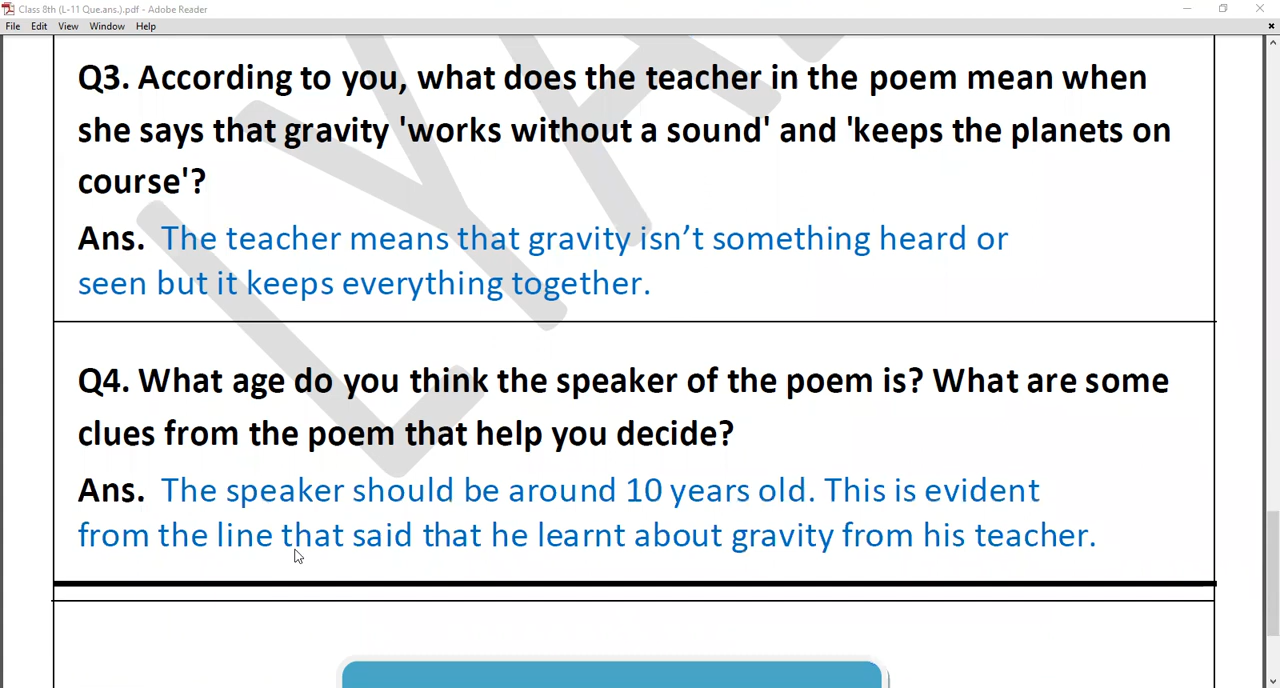 Class 8th (L-11 Que.ans.).pdf - Adobe Reader
File Edit View Window Help
Q3. According to you, what does the teacher in the poem mean when
she says that gravity 'works without a sound' and 'keeps the planets on
course'?
Ans. The teacher means that gravity isn’t something heard or
seen but it keeps everything together.
Q4. What age do you think the speaker of the poem is? What are some
clues from the poem that help you decide?
Ans. The speaker should be around 10 years old. This is evident
from the line that said that he learnt about gravity from his teacher.